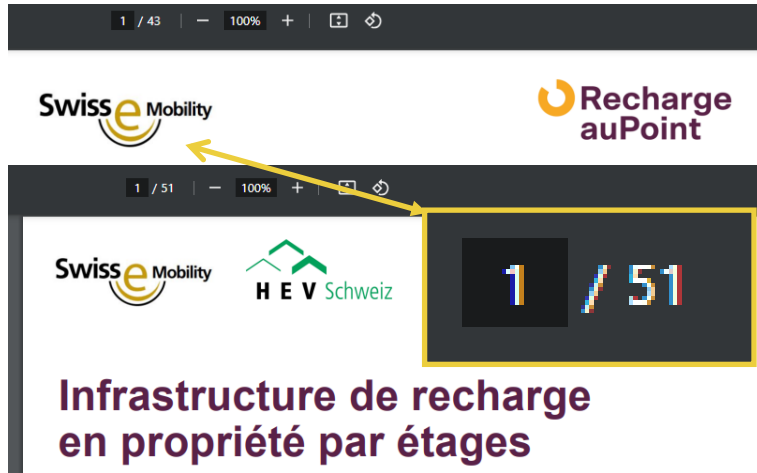 1 / 43 | − 100% + |
Swiss e Mobility
Recharge
auPoint
1 / 51 | − 100% + |
Swiss e Mobility
HEV Schweiz
1 / 51
Infrastructure de recharge
en propriété par étages